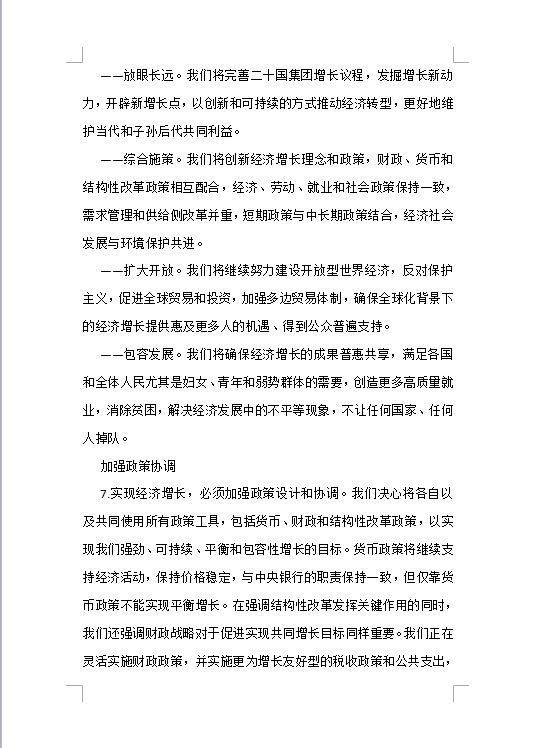 ——放眼长远。我们将完善二十国集团增长议程，发掘增长新动
力，开辟新增长点，以创新和可持续的方式推动经济转型，更好地维
护当代和子孙后代共同利益。
——综合施策。我们将创新经济增长理念和政策，财政、货币和
结构性改革政策相互配合，经济、劳动、就业和社会政策保持一致，
需求管理和供给侧改革并重，短期政策与中长期政策结合，经济社会
发展与环境保护共进。
——扩大开放。我们将继续努力建设开放型世界经济，反对保护
主义，促进全球贸易和投资，加强多边贸易体制，确保全球化背景下
的经济增长提供惠及更多人的机遇、得到公众普遍支持。
——包容发展。我们将确保经济增长的成果普惠共享，满足各国
和全体人民尤其是妇女、青年和弱势群体的需要，创造更多高质量就
业，消除贫困，解决经济发展中的不平等现象，不让任何国家、任何
人掉队。
加强政策协调
7.实现经济增长，必须加强政策设计和协调。我们决心将各自以
及共同使用所有政策工具，包括货币、财政和结构性改革政策，以实
现我们强劲、可持续、平衡和包容性增长的目标。货币政策将继续支
持经济活动，保持价格稳定，与中央银行的职责保持一致，但仅靠货
币政策不能实现平衡增长。在强调结构性改革发挥关键作用的同时，
我们还强调财政战略对于促进实现共同增长目标同样重要。我们正在
灵活实施财政政策，并实施更为增长友好型的税收政策和公共支出，